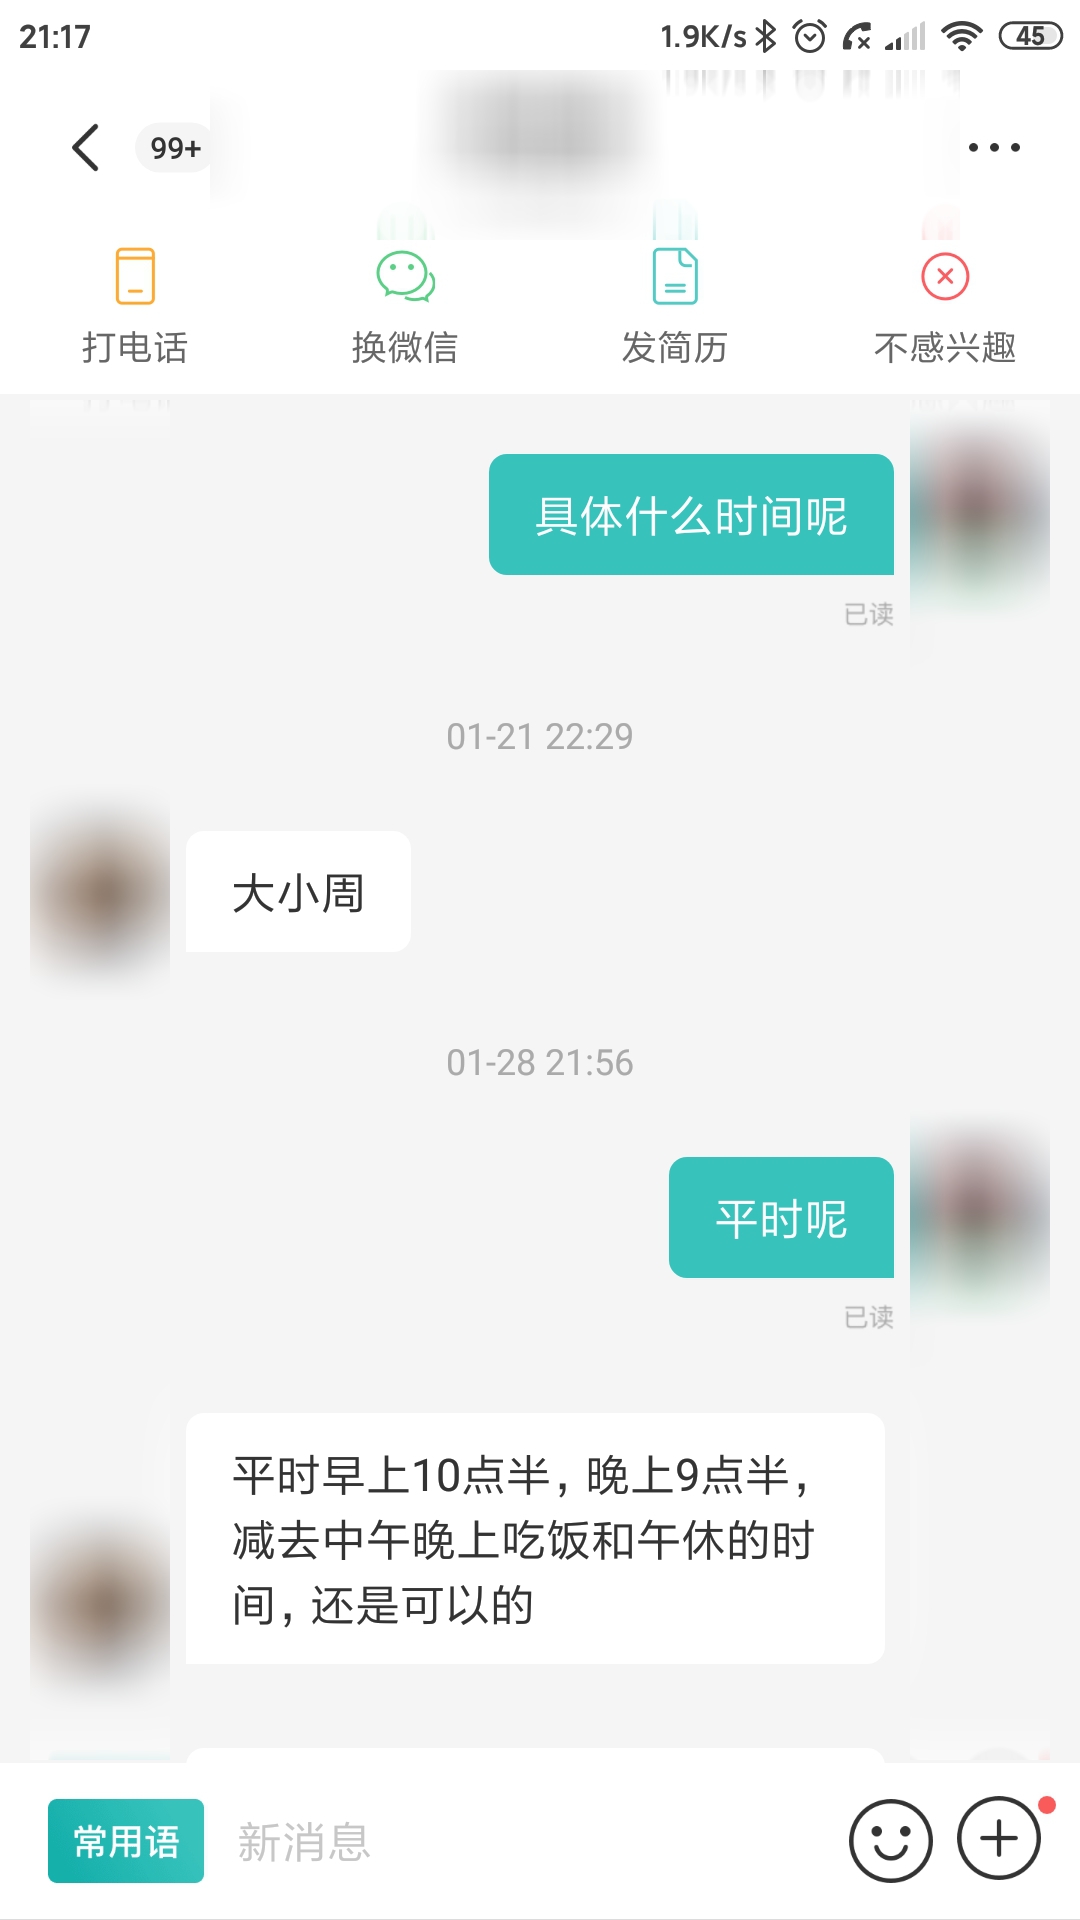 21:17
1.9K/s
45
99+
打电话
换微信
发简历
不感兴趣
具体什么时间呢
已读
01-21 22:29
大小周
01-28 21:56
平时呢
已读
平时早上10点半，晚上9点半，
减去中午晚上吃饭和午休的时
间，还是可以的
常用语
新消息